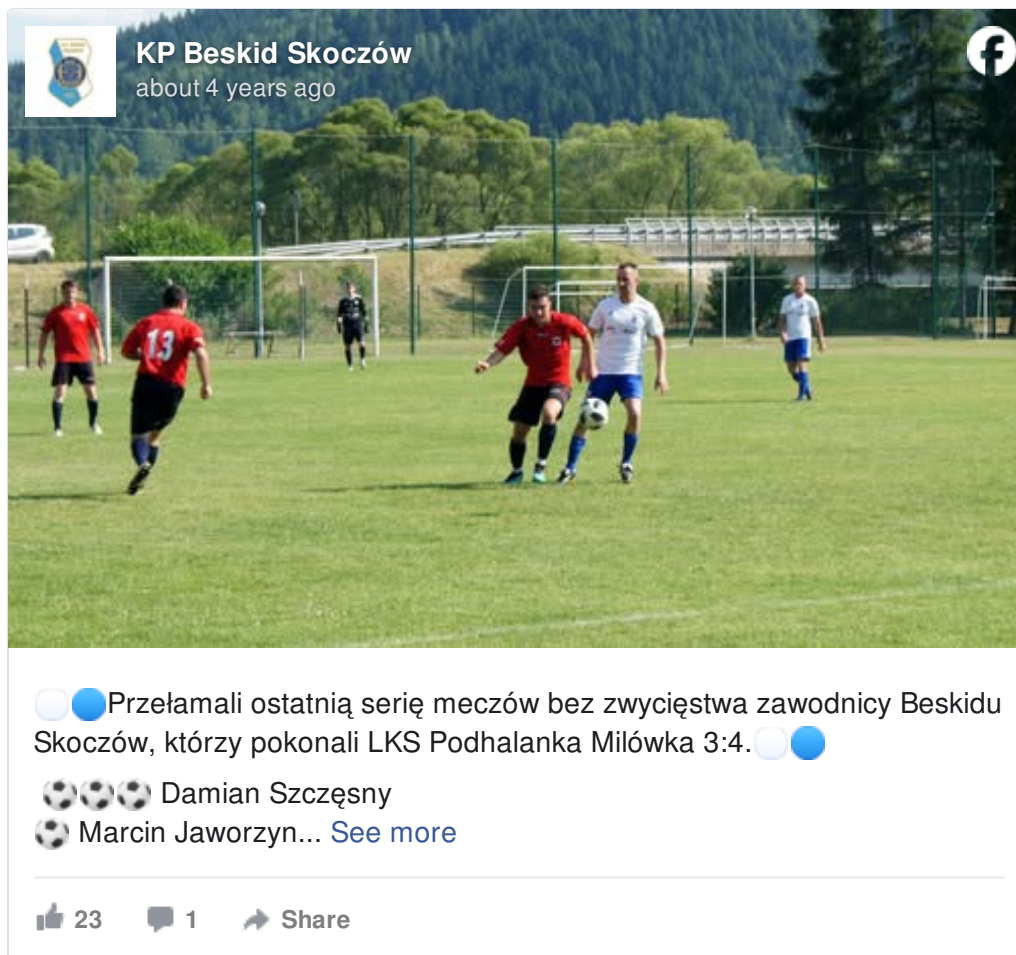 KP Beskid Skoczów
about 4 years ago
13
Przełamali ostatnią serię meczów bez zwycięstwa zawodnicy Beskidu
Skoczów, którzy pokonali LKS Podhalanka Milówka 3:4.
Damian Szczęsny
Marcin Jaworzyn... See more
23 1 Share